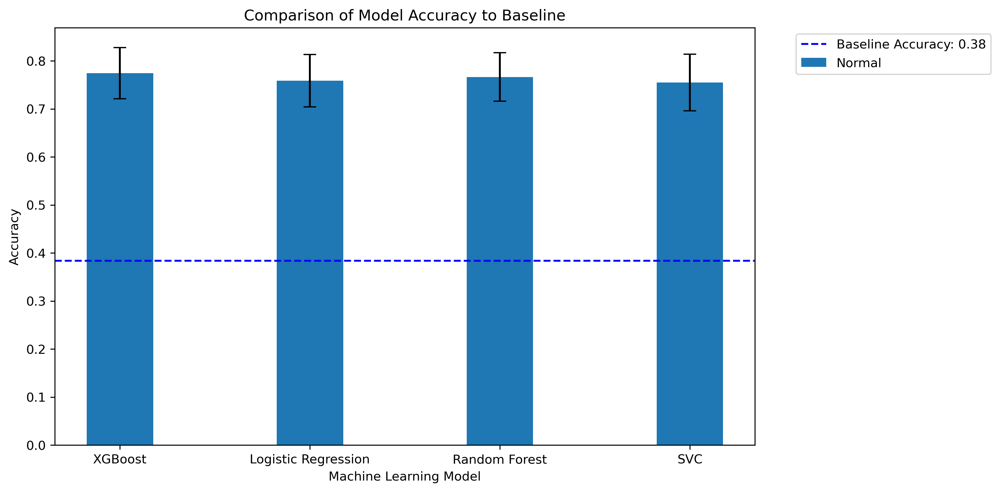 Comparison of Model Accuracy to Baseline
Baseline Accuracy: 0.38
Normal
Accuracy
0.8
0.7
0.6
0.5
0.4
0.3
0.2
0.1
0.0
XGBoost
Logistic Regression
Random Forest
SVC
Machine Learning Model